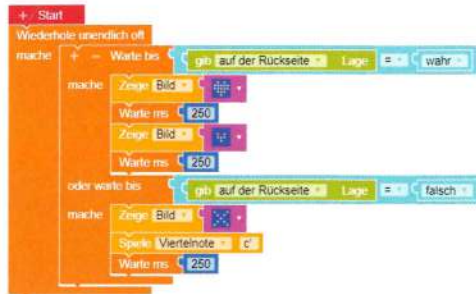 + Start
Wiederhole unendlich oft
mache + − Warte bis gib auf der Rückseite Lage = wahr
mache Zeige Bild
Warte ms 250
Zeige Bild
Warte ms 250
oder warte bis gib auf der Rückseite Lage = falsch
mache Zeige Bild
Spiele Viertelnote c'
Warte ms 250